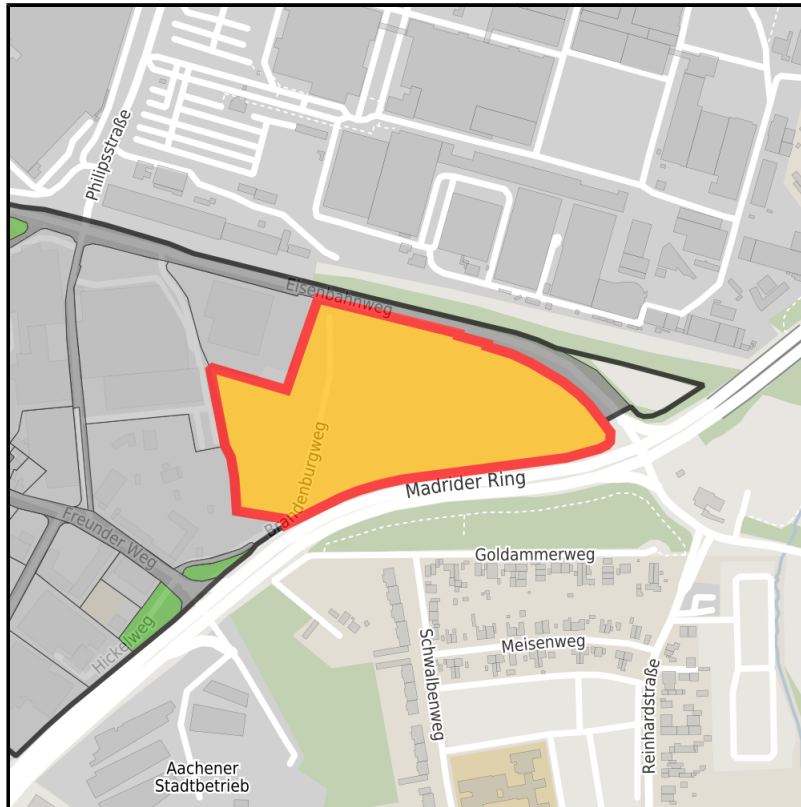 Philipsstraße
Eisenbahnweg
Brandenburgweg
Madrider Ring
Freunder Weg
Goldammerweg
Hickelweg
Schwalbenweg
Meisenweg
Reinhardstraße
Aachener
Stadtbetrieb